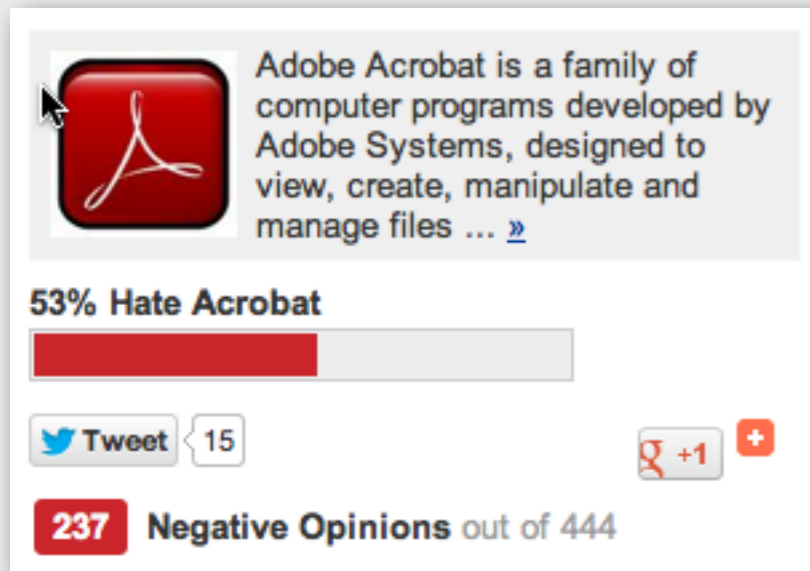 Adobe Acrobat is a family of
computer programs developed by
Adobe Systems, designed to
view, create, manipulate and
manage files ... »
53% Hate Acrobat
Tweet 15
g +1 +
237 Negative Opinions out of 444